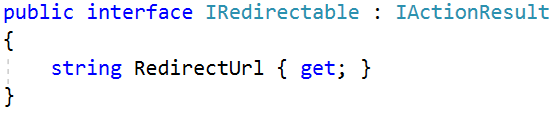 public interface IRedirectable : IActionResult
{
    string RedirectUrl { get; }
}